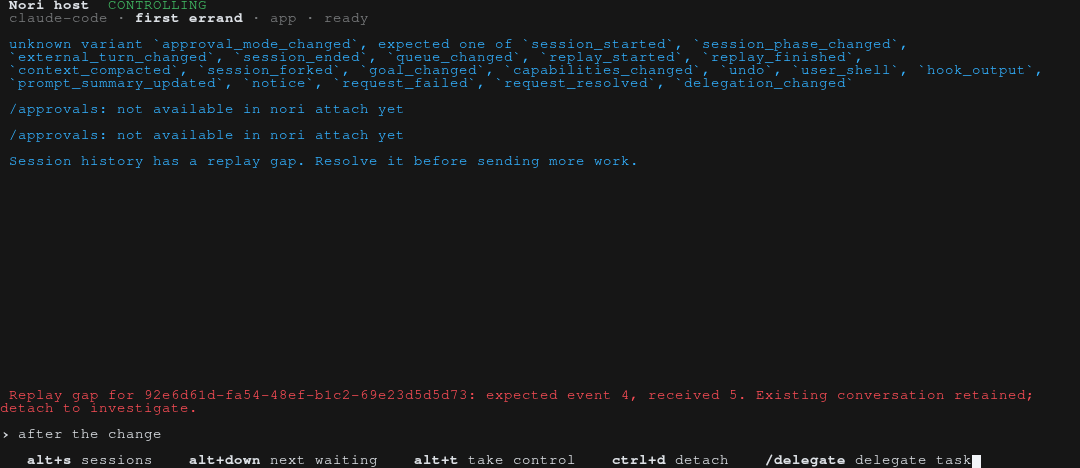 Nori host  CONTROLLING
claude-code · first errand · app · ready
unknown variant `approval_mode_changed`, expected one of `session_started`, `session_phase_changed`,
`external_turn_changed`, `session_ended`, `queue_changed`, `replay_started`, `replay_finished`,
`context_compacted`, `session_forked`, `goal_changed`, `capabilities_changed`, `undo`, `user_shell`, `hook_output`,
`prompt_summary_updated`, `notice`, `request_failed`, `request_resolved`, `delegation_changed`
/approvals: not available in nori attach yet
/approvals: not available in nori attach yet
Session history has a replay gap. Resolve it before sending more work.
Replay gap for 92e6d61d-fa54-48ef-b1c2-69e23d5d5d73: expected event 4, received 5. Existing conversation retained;
detach to investigate.
› after the change
alt+s sessions    alt+down next waiting    alt+t take control    ctrl+d detach    /delegate delegate task